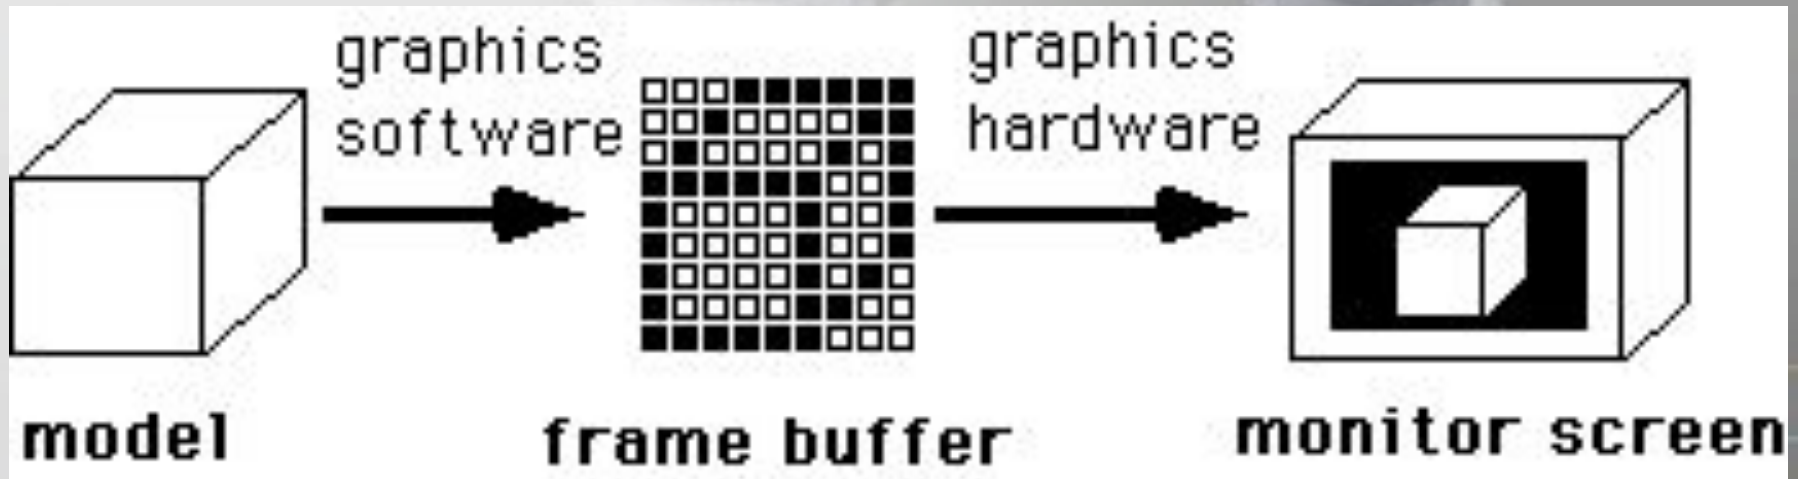 graphics
software
graphics
hardware
model
frame buffer
monitor screen